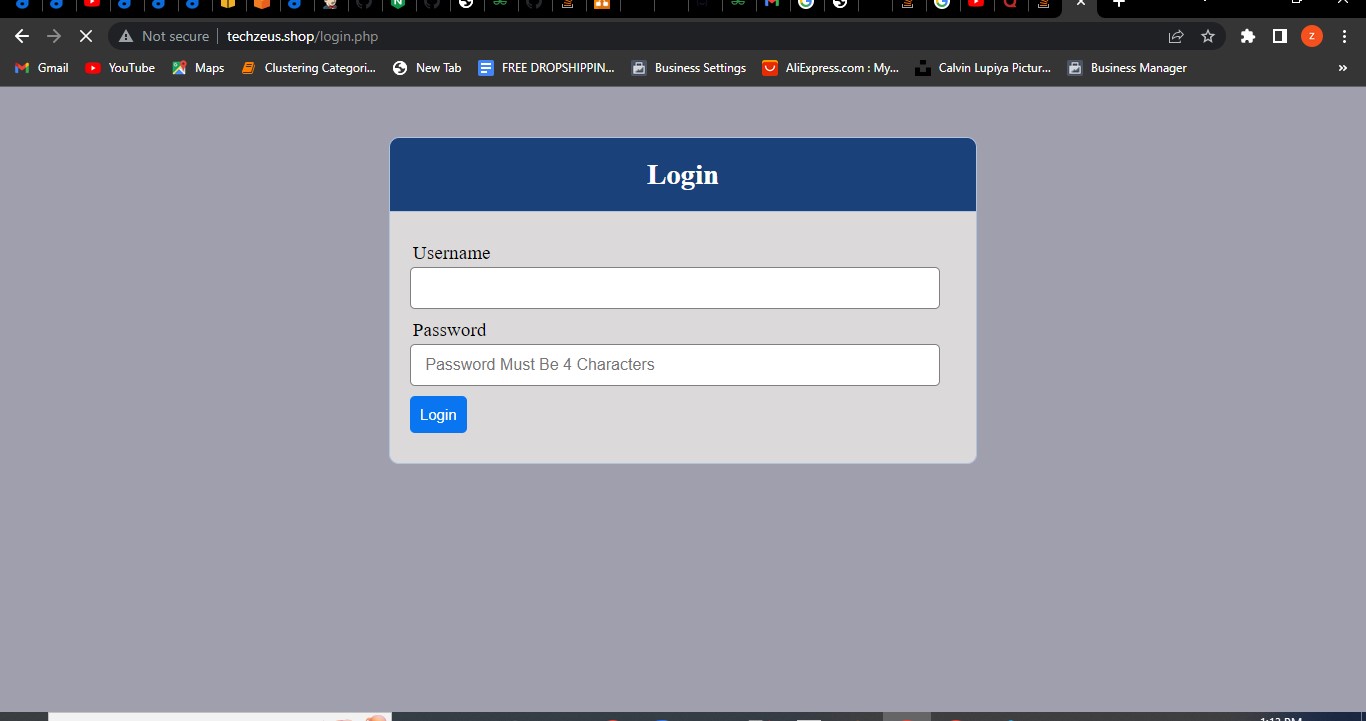 Not secure techzeus.shop/login.php
Gmail YouTube Maps Clustering Categori... New Tab FREE DROPSHIPPIN... Business Settings AliExpress.com : My... Calvin Lupiya Pictur... Business Manager »
Login
Username
Password
Password Must Be 4 Characters
Login